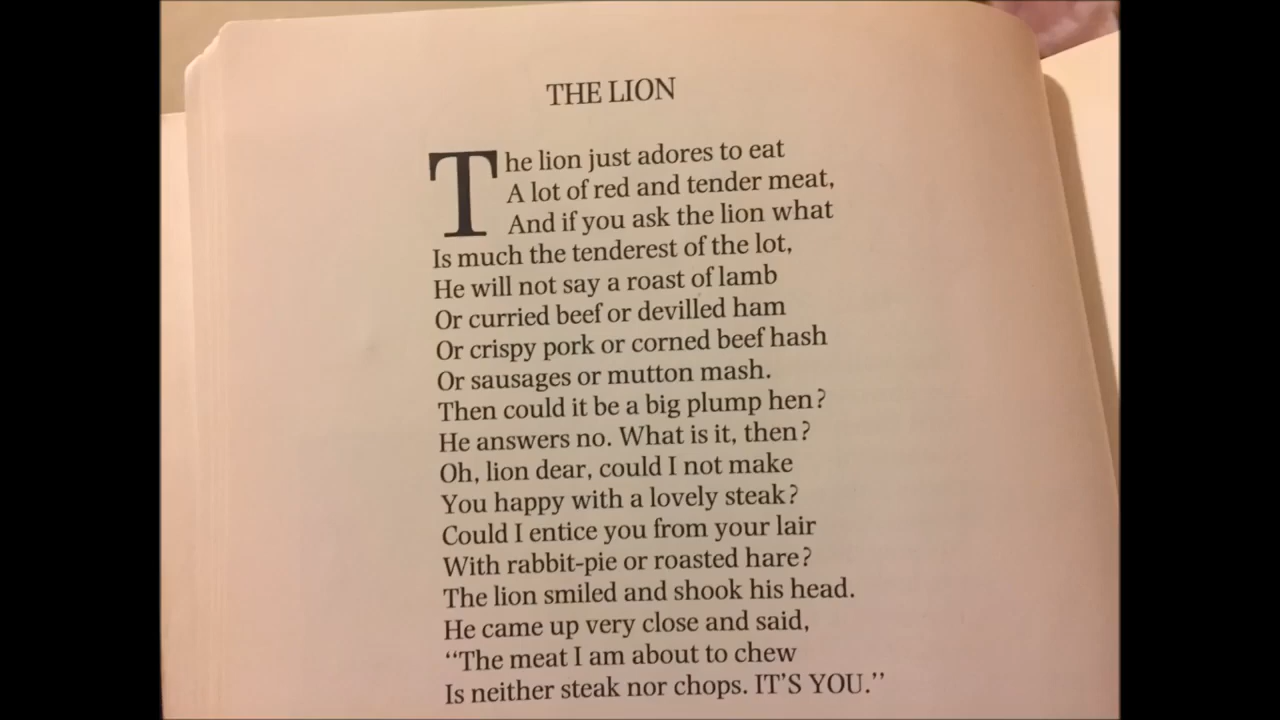 THE LION
The lion just adores to eat
A lot of red and tender meat,
And if you ask the lion what
Is much the tenderest of the lot,
He will not say a roast of lamb
Or curried beef or devilled ham
Or crispy pork or corned beef hash
Or sausages or mutton mash.
Then could it be a big plump hen?
He answers no. What is it, then?
Oh, lion dear, could I not make
You happy with a lovely steak?
Could I entice you from your lair
With rabbit-pie or roasted hare?
The lion smiled and shook his head.
He came up very close and said,
“The meat I am about to chew
Is neither steak nor chops. IT’S YOU.”